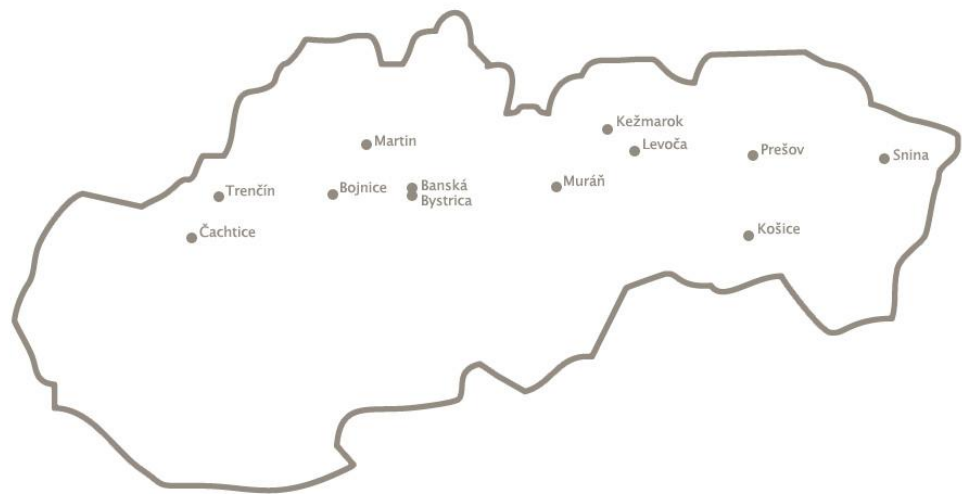 Kežmarok
Martin
Levoča
Prešov
Snina
Muráň
Banská
Bystrica
Bojnice
Trenčín
Čachtice
Košice